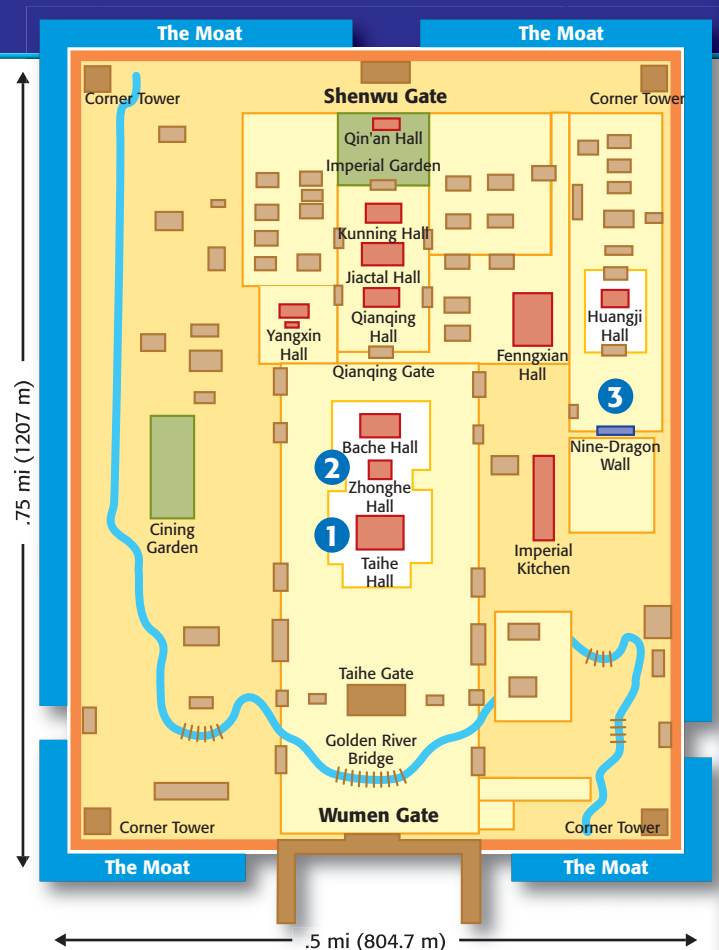 The Moat
The Moat
Corner Tower
Shenwu Gate
Corner Tower
Qin'an Hall
Imperial Garden
Kunning Hall
Jiactal Hall
Qianqing
Hall
Yangxin
Hall
Huangji
Hall
Fenngxian
Hall
Qianqing Gate
3
.75 mi (1207 m)
Bache Hall
2
Zhonghe
Hall
Nine-Dragon
Wall
1
Taihe
Hall
Cining
Garden
Imperial
Kitchen
Taihe Gate
Golden River
Bridge
Wumen Gate
Corner Tower
Corner Tower
The Moat
The Moat
.5 mi (804.7 m)